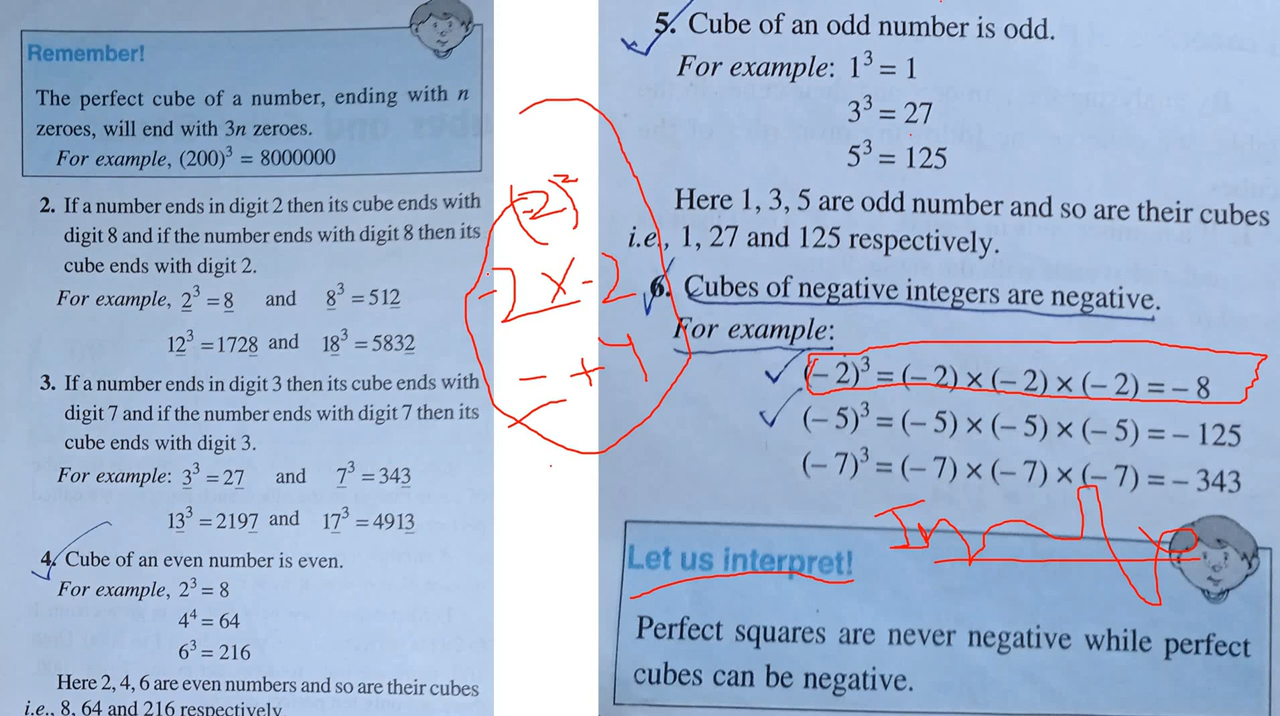 Remember!
The perfect cube of a number, ending with n
zeroes, will end with 3n zeroes.
For example, (200)³ = 8000000
2. If a number ends in digit 2 then its cube ends with
digit 8 and if the number ends with digit 8 then its
cube ends with digit 2.
For example, 2³ = 8 and 8³ = 512
12³ = 1728 and 18³ = 5832
3. If a number ends in digit 3 then its cube ends with
digit 7 and if the number ends with digit 7 then its
cube ends with digit 3.
For example: 3³ = 27 and 7³ = 343
13³ = 2197 and 17³ = 4913
4. Cube of an even number is even.
For example, 2³ = 8
4⁴ = 64
6³ = 216
Here 2, 4, 6 are even numbers and so are their cubes
i.e., 8, 64 and 216 respectively
(-2)²
-2 x -2
- + 4
5. Cube of an odd number is odd.
For example: 1³ = 1
3³ = 27
5³ = 125
Here 1, 3, 5 are odd number and so are their cubes
i.e., 1, 27 and 125 respectively.
6. Cubes of negative integers are negative.
For example:
(– 2)³ = (– 2) × (– 2) × (– 2) = – 8
(– 5)³ = (– 5) × (– 5) × (– 5) = – 125
(– 7)³ = (– 7) × (– 7) × (– 7) = – 343
Let us interpret!
Perfect squares are never negative while perfect
cubes can be negative.